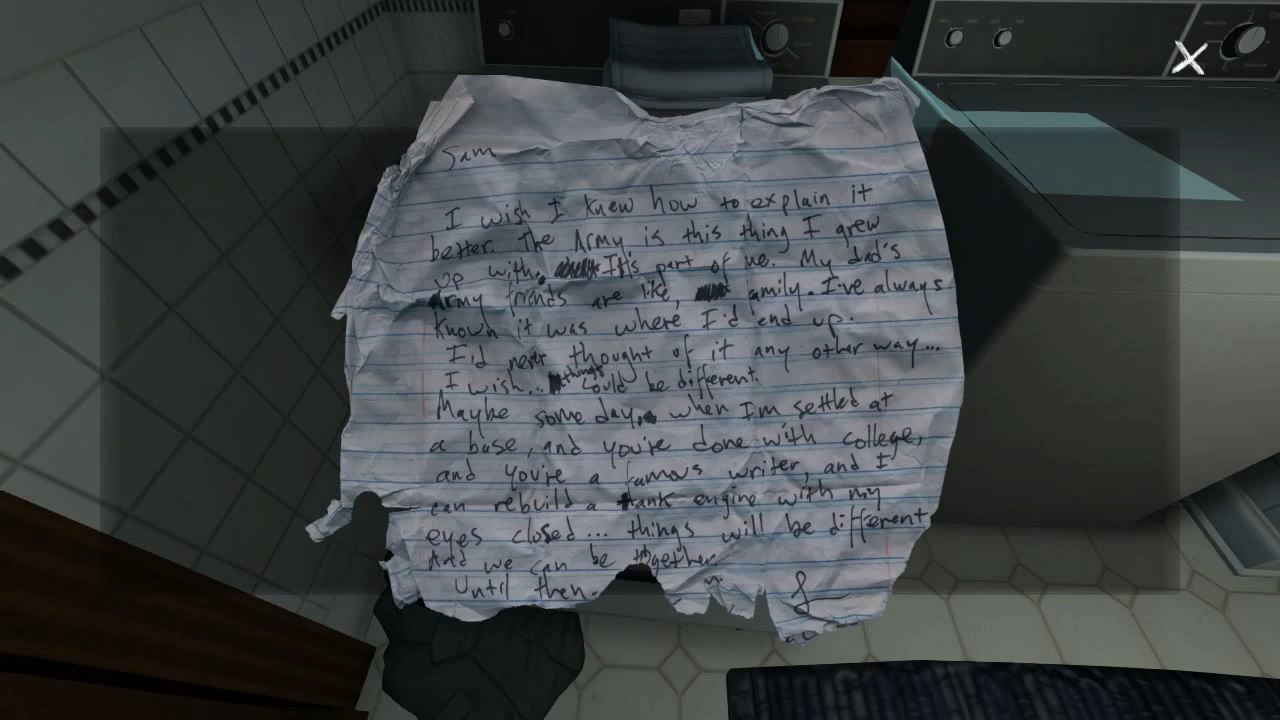 Sam
I wish I knew how to explain it
better. The Army is this thing I grew
up with. It's part of me. My dad's
Army friends are like, family. I've always
known it was where I'd end up.
I'd never thought of it any other way...
I wish... things could be different.
Maybe some day, when I'm settled at
a base, and you're done with college,
and you're a famous writer, and I
can rebuild a tank engine with my
eyes closed... things will be different
And we can be together.
Until then.